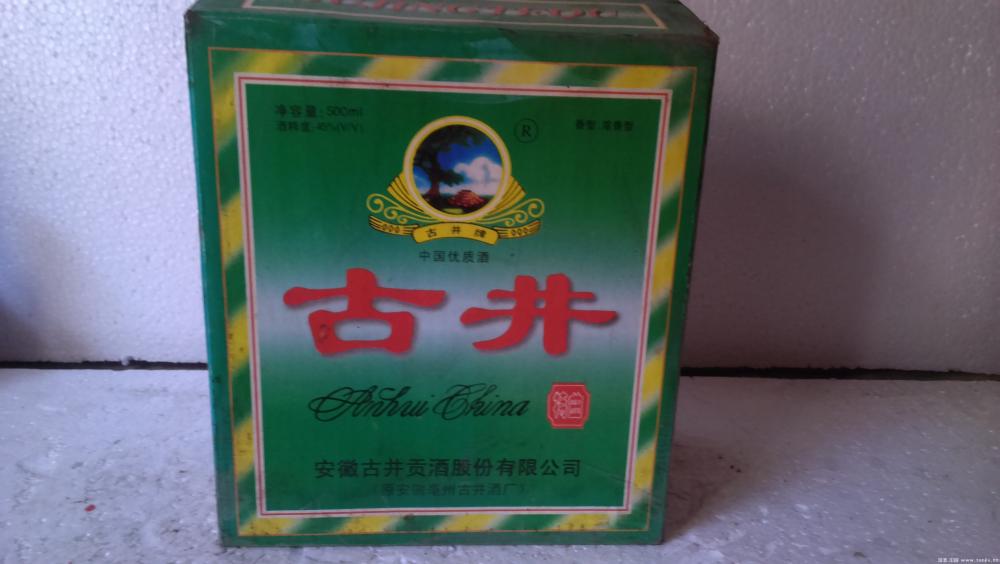 净容量:500ml
酒精度:45%(V/V)
香型:浓香型
®
古井牌
中国优质酒
古井
Anhui China
安徽古井贡酒股份有限公司
(原安徽亳州古井酒厂)